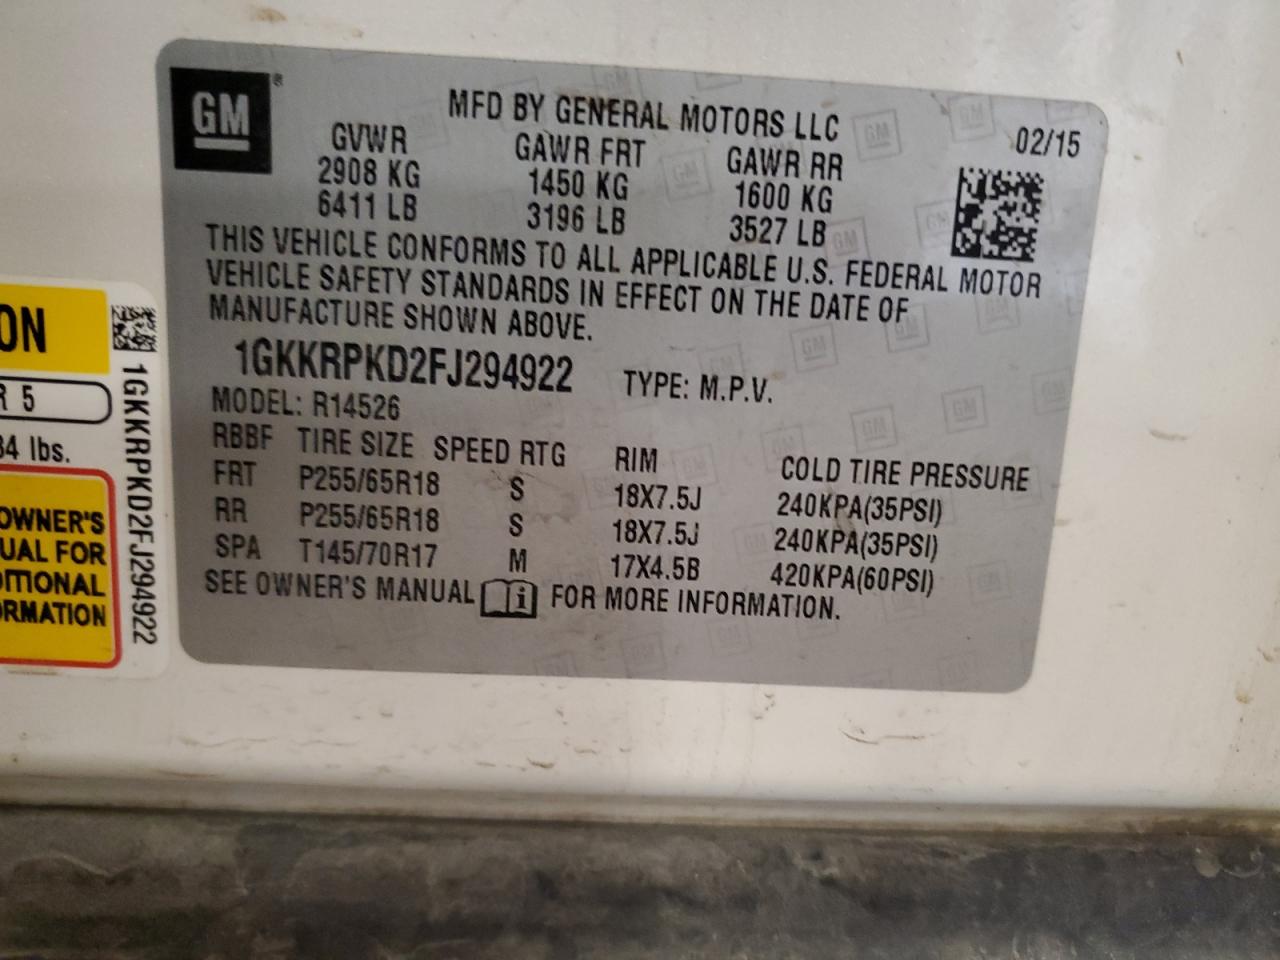 GM
MFD BY GENERAL MOTORS LLC
02/15
GVWR GAWR FRT GAWR RR
2908 KG 1450 KG 1600 KG
6411 LB 3196 LB 3527 LB
THIS VEHICLE CONFORMS TO ALL APPLICABLE U.S. FEDERAL MOTOR
VEHICLE SAFETY STANDARDS IN EFFECT ON THE DATE OF
MANUFACTURE SHOWN ABOVE.
1GKKRPKD2FJ294922 TYPE: M.P.V.
MODEL: R14526
RBBF TIRE SIZE SPEED RTG RIM COLD TIRE PRESSURE
FRT P255/65R18 S 18X7.5J 240KPA(35PSI)
RR P255/65R18 S 18X7.5J 240KPA(35PSI)
SPA T145/70R17 M 17X4.5B 420KPA(60PSI)
SEE OWNER'S MANUAL i FOR MORE INFORMATION.
ON
R 5
34 lbs.
OWNER'S
UAL FOR
DITIONAL
ORMATION
1GKKRPKD2FJ294922